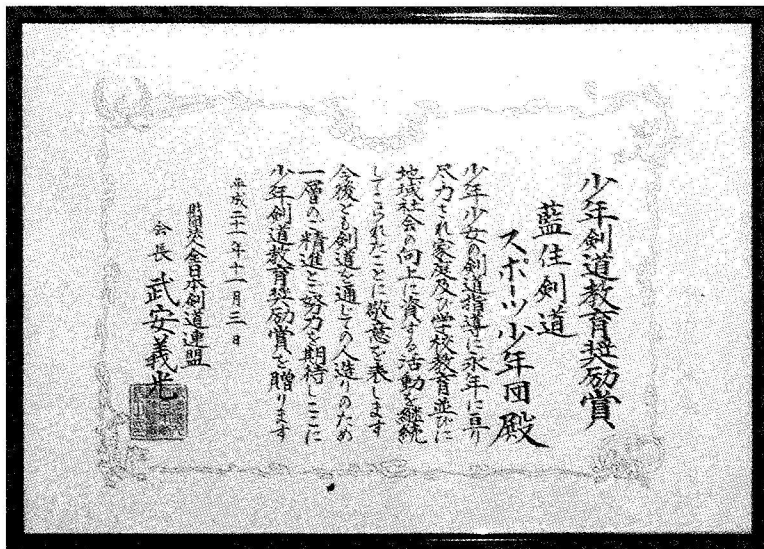 少年剣道教育奨励賞
藍住剣道
スポーツ少年団殿
少年少女の剣道指導に永年に亘り
尽力され家庭及び学校教育並びに
地域社会の向上に資する活動を継続
してこられたことに敬意を表します
今後とも剣道を通じての人造りのため
一層のご精進とご努力を期待しここに
少年剣道教育奨励賞を贈ります
平成二十一年十一月三日
財団法人全日本剣道連盟
会長 武安義光